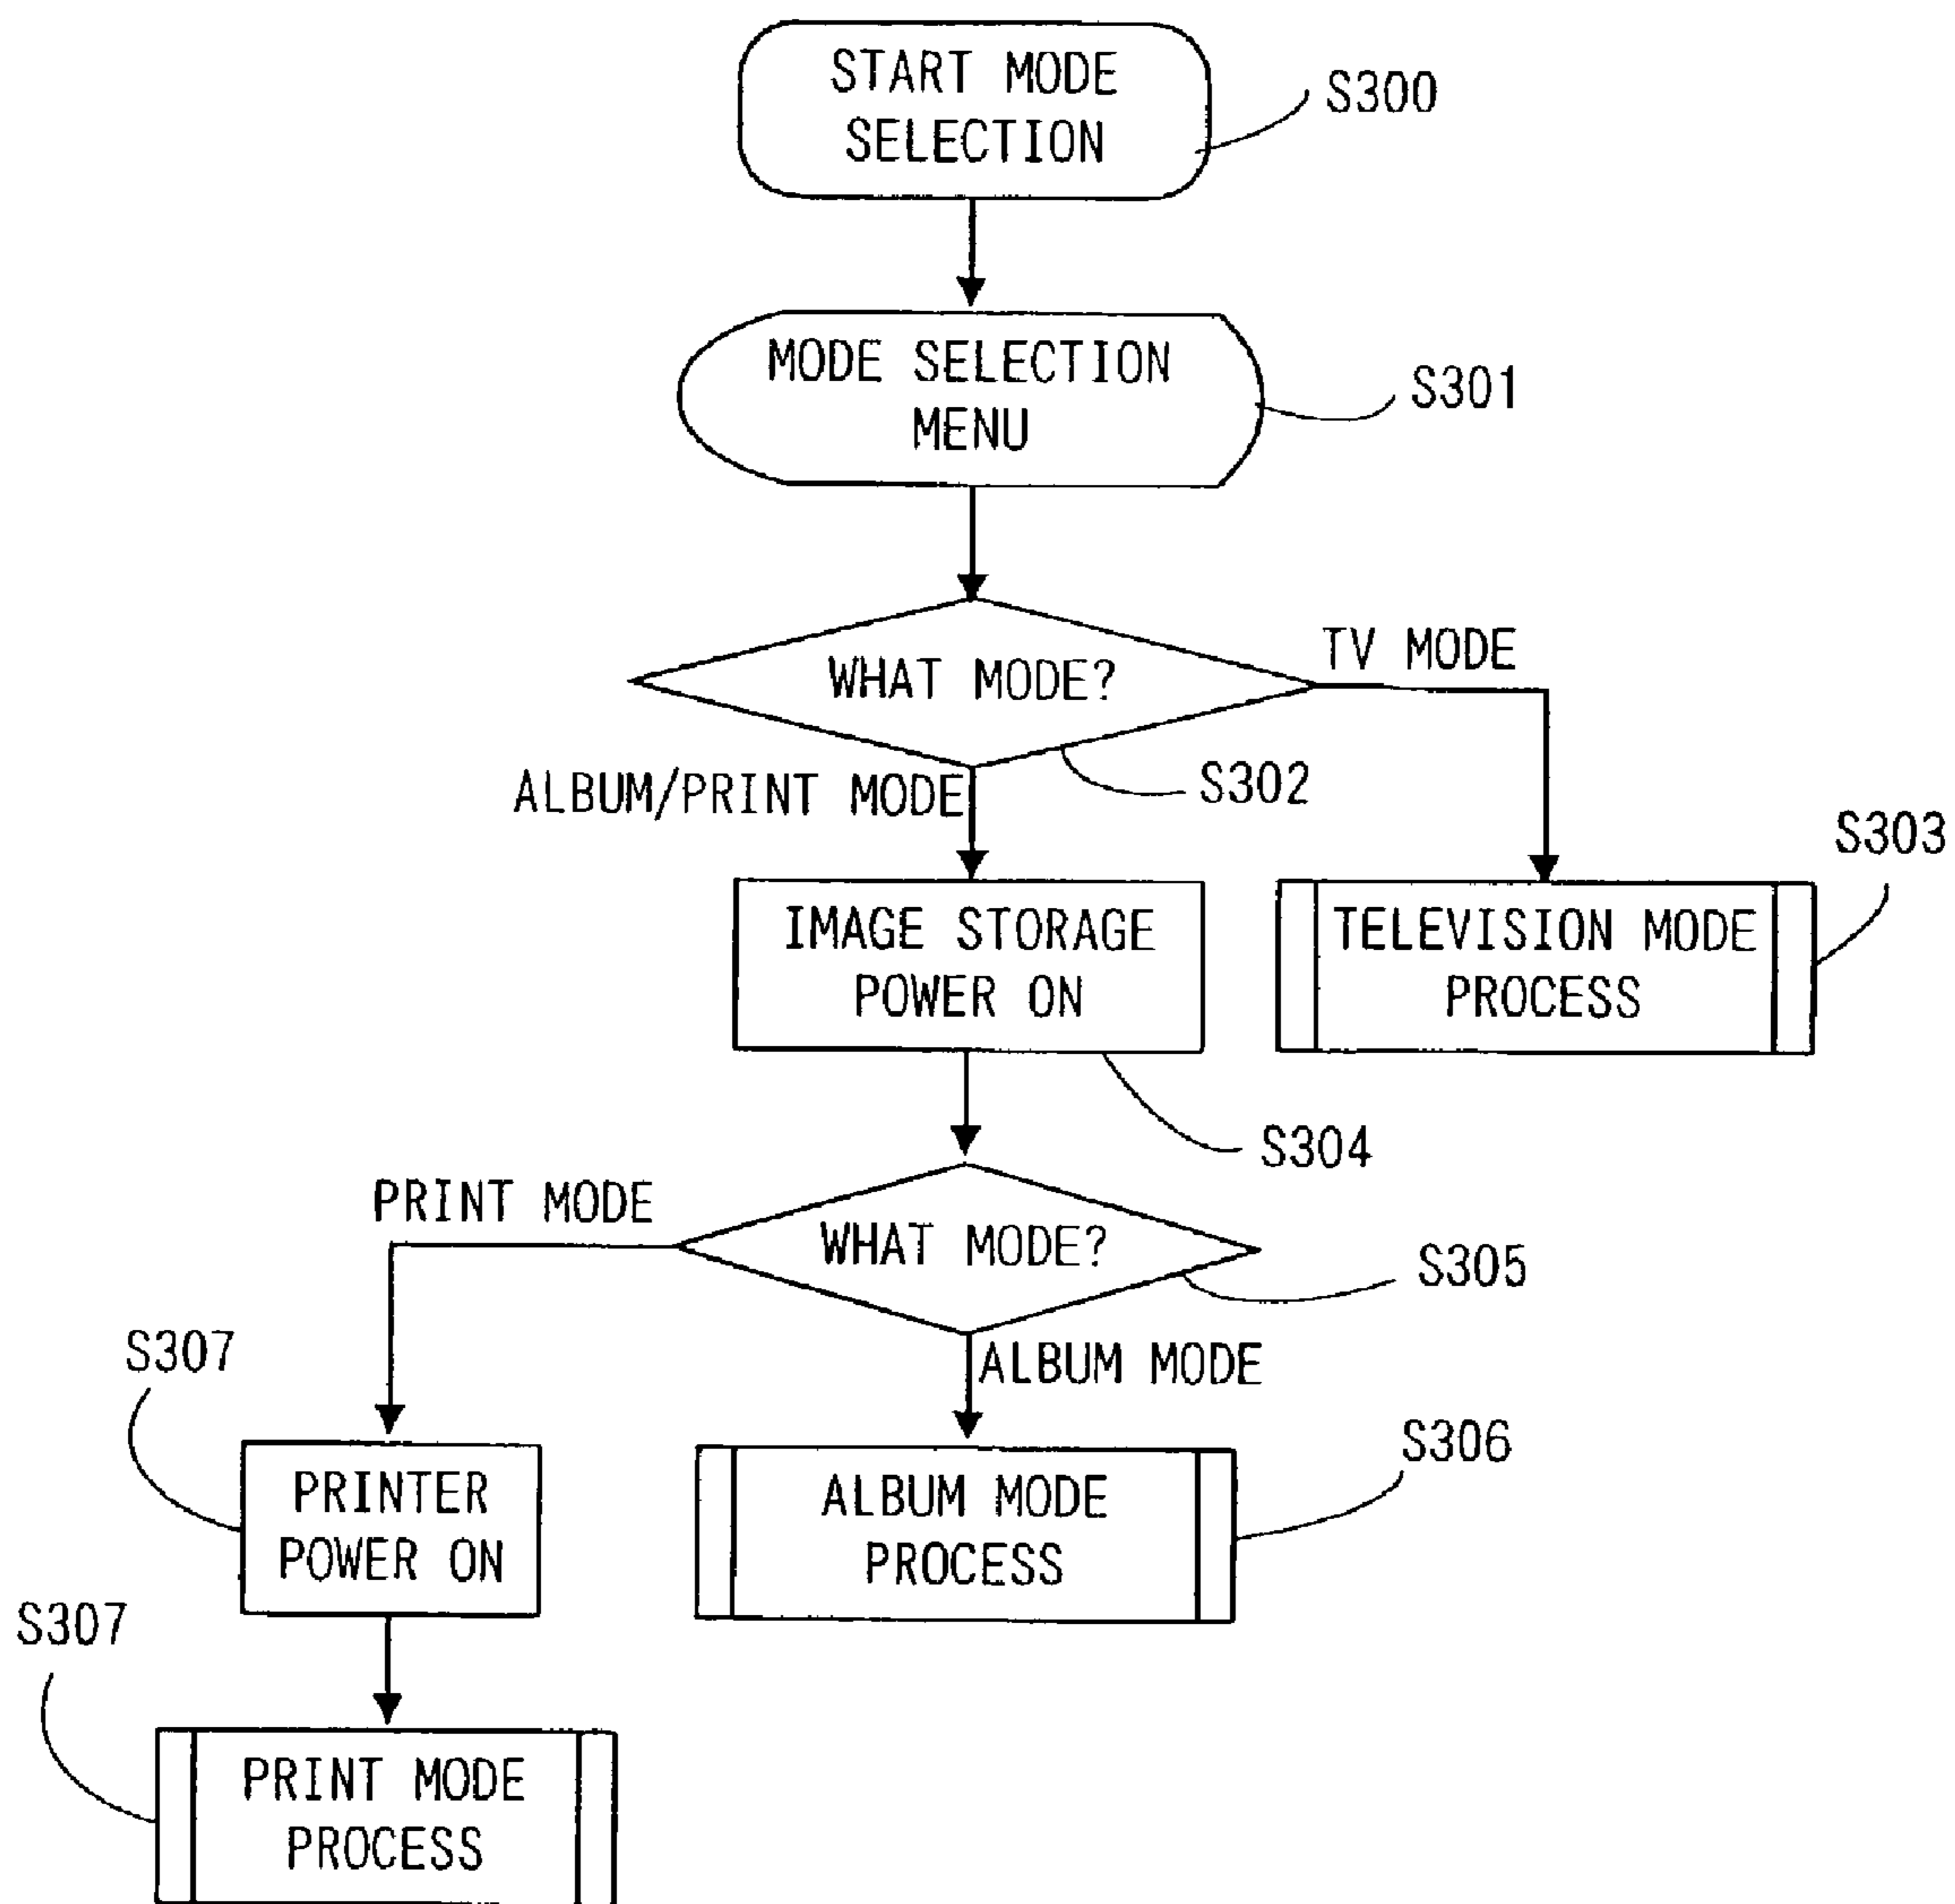 START MODE
SELECTION
S300
MODE SELECTION
MENU
S301
WHAT MODE?
TV MODE
S302
ALBUM/PRINT MODE
S303
IMAGE STORAGE
POWER ON
TELEVISION MODE
PROCESS
S304
PRINT MODE
WHAT MODE?
S305
S307
ALBUM MODE
S306
PRINTER
POWER ON
ALBUM MODE
PROCESS
S307
PRINT MODE
PROCESS